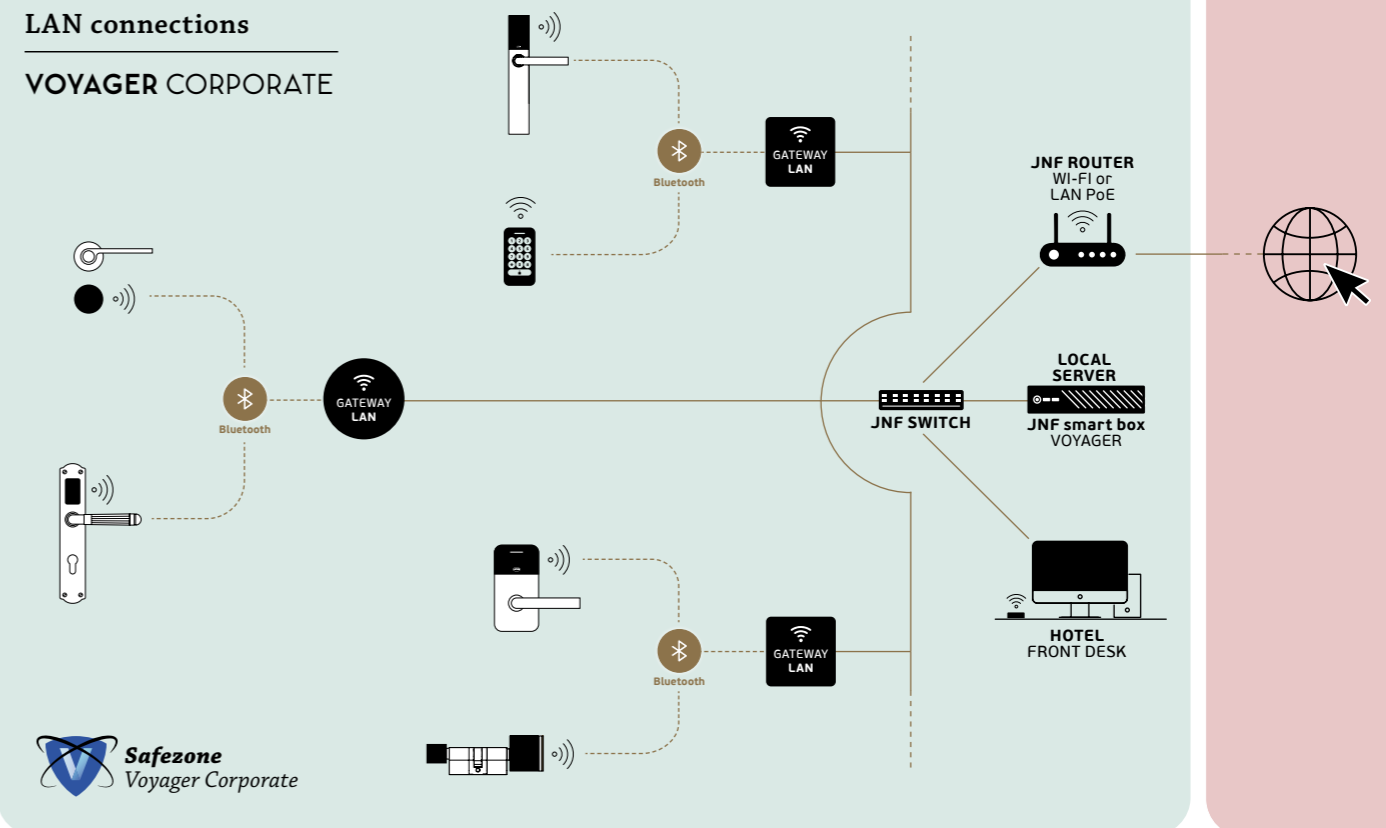 LAN connections
VOYAGER CORPORATE
Bluetooth
GATEWAY
LAN
JNF ROUTER
WI-FI or
LAN PoE
Bluetooth
GATEWAY
LAN
LOCAL
SERVER
JNF SWITCH
JNF smart box
VOYAGER
Bluetooth
GATEWAY
LAN
HOTEL
FRONT DESK
V
Safezone
Voyager Corporate